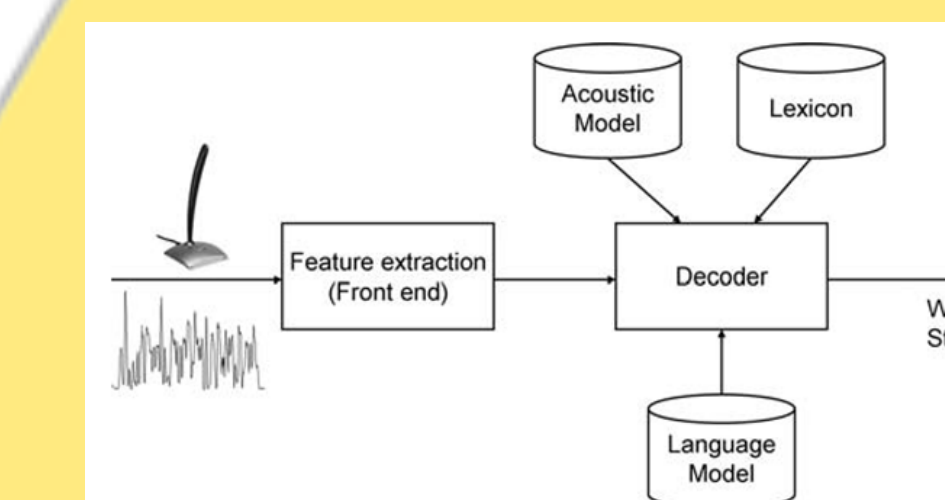 Acoustic
Model
Lexicon
Feature extraction
(Front end)
Decoder
Language
Model